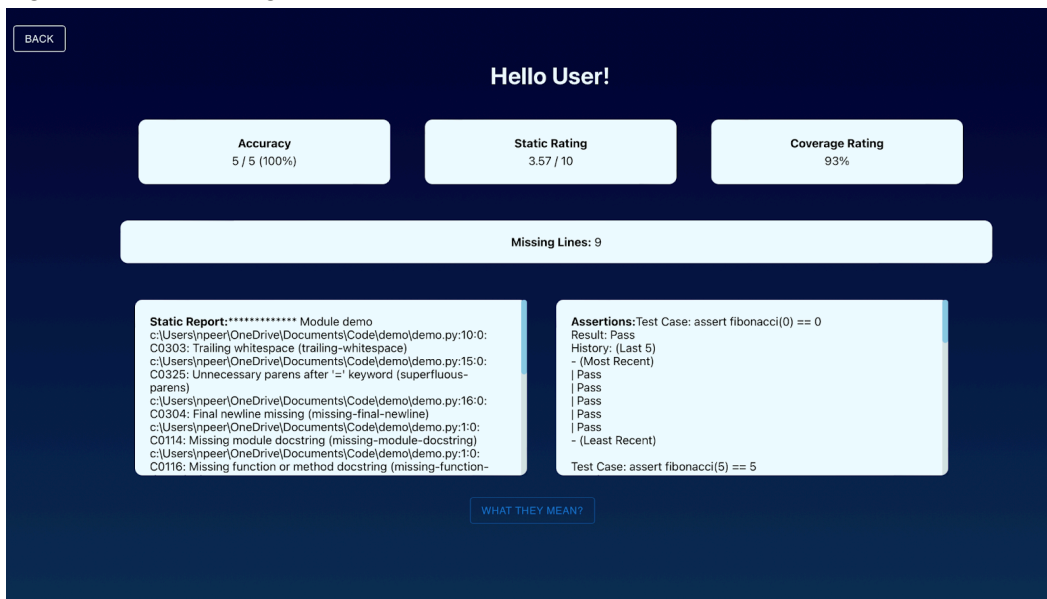 BACK
Hello User!
Accuracy
5 / 5 (100%)
Static Rating
3.57 / 10
Coverage Rating
93%
Missing Lines: 9
Static Report:************* Module demo
c:\Users\npeer\OneDrive\Documents\Code\demo\demo.py:10:0:
C0303: Trailing whitespace (trailing-whitespace)
c:\Users\npeer\OneDrive\Documents\Code\demo\demo.py:15:0:
C0325: Unnecessary parens after '=' keyword (superfluous-
parens)
c:\Users\npeer\OneDrive\Documents\Code\demo\demo.py:16:0:
C0304: Final newline missing (missing-final-newline)
c:\Users\npeer\OneDrive\Documents\Code\demo\demo.py:1:0:
C0114: Missing module docstring (missing-module-docstring)
c:\Users\npeer\OneDrive\Documents\Code\demo\demo.py:1:0:
C0116: Missing function or method docstring (missing-function-
Assertions:Test Case: assert fibonacci(0) == 0
Result: Pass
History: (Last 5)
- (Most Recent)
| Pass
| Pass
| Pass
| Pass
| Pass
- (Least Recent)
Test Case: assert fibonacci(5) == 5
WHAT THEY MEAN?